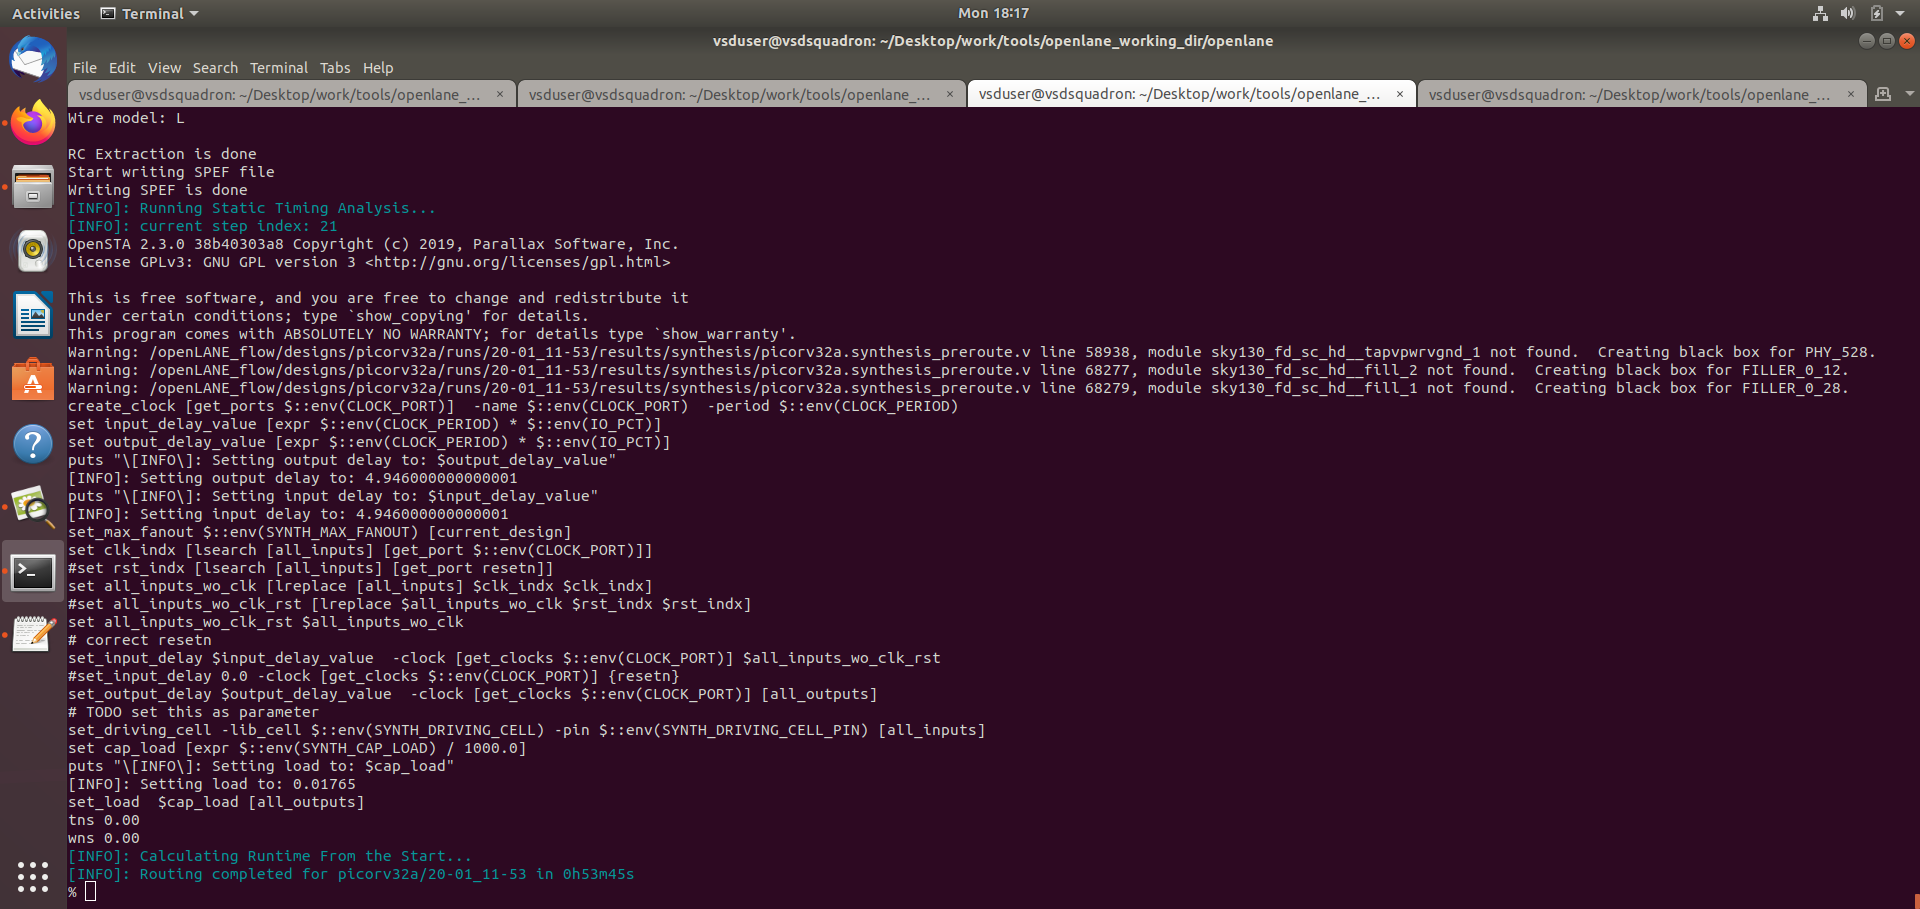 Activities Terminal Mon 18:17
vsduser@vsdsquadron: ~/Desktop/work/tools/openlane_working_dir/openlane
File Edit View Search Terminal Tabs Help
vsduser@vsdsquadron: ~/Desktop/work/tools/openlane_... × vsduser@vsdsquadron: ~/Desktop/work/tools/openlane_... × vsduser@vsdsquadron: ~/Desktop/work/tools/openlane_... × vsduser@vsdsquadron: ~/Desktop/work/tools/openlane_... ×
Wire model: L
RC Extraction is done
Start writing SPEF file
Writing SPEF is done
[INFO]: Running Static Timing Analysis...
[INFO]: current step index: 21
OpenSTA 2.3.0 38b40303a8 Copyright (c) 2019, Parallax Software, Inc.
License GPLv3: GNU GPL version 3 <http://gnu.org/licenses/gpl.html>
This is free software, and you are free to change and redistribute it
under certain conditions; type `show_copying' for details.
This program comes with ABSOLUTELY NO WARRANTY; for details type `show_warranty'.
Warning: /openLANE_flow/designs/picorv32a/runs/20-01_11-53/results/synthesis/picorv32a.synthesis_preroute.v line 58938, module sky130_fd_sc_hd__tapvpwrvgnd_1 not found.  Creating black box for PHY_528.
Warning: /openLANE_flow/designs/picorv32a/runs/20-01_11-53/results/synthesis/picorv32a.synthesis_preroute.v line 68277, module sky130_fd_sc_hd__fill_2 not found.  Creating black box for FILLER_0_12.
Warning: /openLANE_flow/designs/picorv32a/runs/20-01_11-53/results/synthesis/picorv32a.synthesis_preroute.v line 68279, module sky130_fd_sc_hd__fill_1 not found.  Creating black box for FILLER_0_28.
create_clock [get_ports $::env(CLOCK_PORT)]  -name $::env(CLOCK_PORT)  -period $::env(CLOCK_PERIOD)
set input_delay_value [expr $::env(CLOCK_PERIOD) * $::env(IO_PCT)]
set output_delay_value [expr $::env(CLOCK_PERIOD) * $::env(IO_PCT)]
puts "\[INFO\]: Setting output delay to: $output_delay_value"
[INFO]: Setting output delay to: 4.946000000000001
puts "\[INFO\]: Setting input delay to: $input_delay_value"
[INFO]: Setting input delay to: 4.946000000000001
set_max_fanout $::env(SYNTH_MAX_FANOUT) [current_design]
set clk_indx [lsearch [all_inputs] [get_port $::env(CLOCK_PORT)]]
#set rst_indx [lsearch [all_inputs] [get_port resetn]]
set all_inputs_wo_clk [lreplace [all_inputs] $clk_indx $clk_indx]
#set all_inputs_wo_clk_rst [lreplace $all_inputs_wo_clk $rst_indx $rst_indx]
set all_inputs_wo_clk_rst $all_inputs_wo_clk
# correct resetn
set_input_delay $input_delay_value  -clock [get_clocks $::env(CLOCK_PORT)] $all_inputs_wo_clk_rst
#set_input_delay 0.0 -clock [get_clocks $::env(CLOCK_PORT)] {resetn}
set_output_delay $output_delay_value  -clock [get_clocks $::env(CLOCK_PORT)] [all_outputs]
# TODO set this as parameter
set_driving_cell -lib_cell $::env(SYNTH_DRIVING_CELL) -pin $::env(SYNTH_DRIVING_CELL_PIN) [all_inputs]
set cap_load [expr $::env(SYNTH_CAP_LOAD) / 1000.0]
puts "\[INFO\]: Setting load to: $cap_load"
[INFO]: Setting load to: 0.01765
set_load  $cap_load [all_outputs]
tns 0.00
wns 0.00
[INFO]: Calculating Runtime From the Start...
[INFO]: Routing completed for picorv32a/20-01_11-53 in 0h53m45s
%